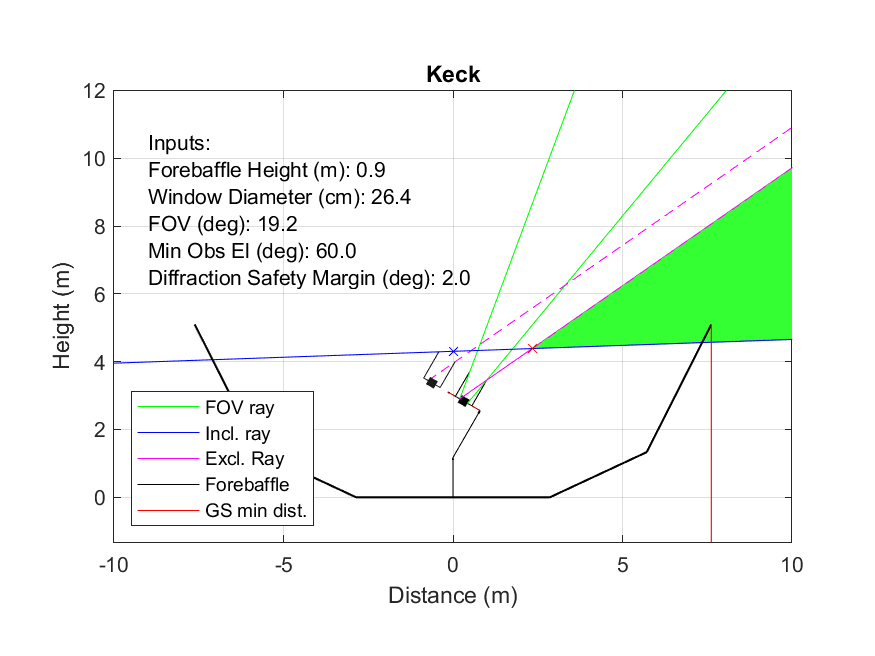 Keck
12
10
8
6
4
2
0
Height (m)
Inputs:
Forebaffle Height (m): 0.9
Window Diameter (cm): 26.4
FOV (deg): 19.2
Min Obs El (deg): 60.0
Diffraction Safety Margin (deg): 2.0
FOV ray
Incl. ray
Excl. Ray
Forebaffle
GS min dist.
-10 -5 0 5 10
Distance (m)